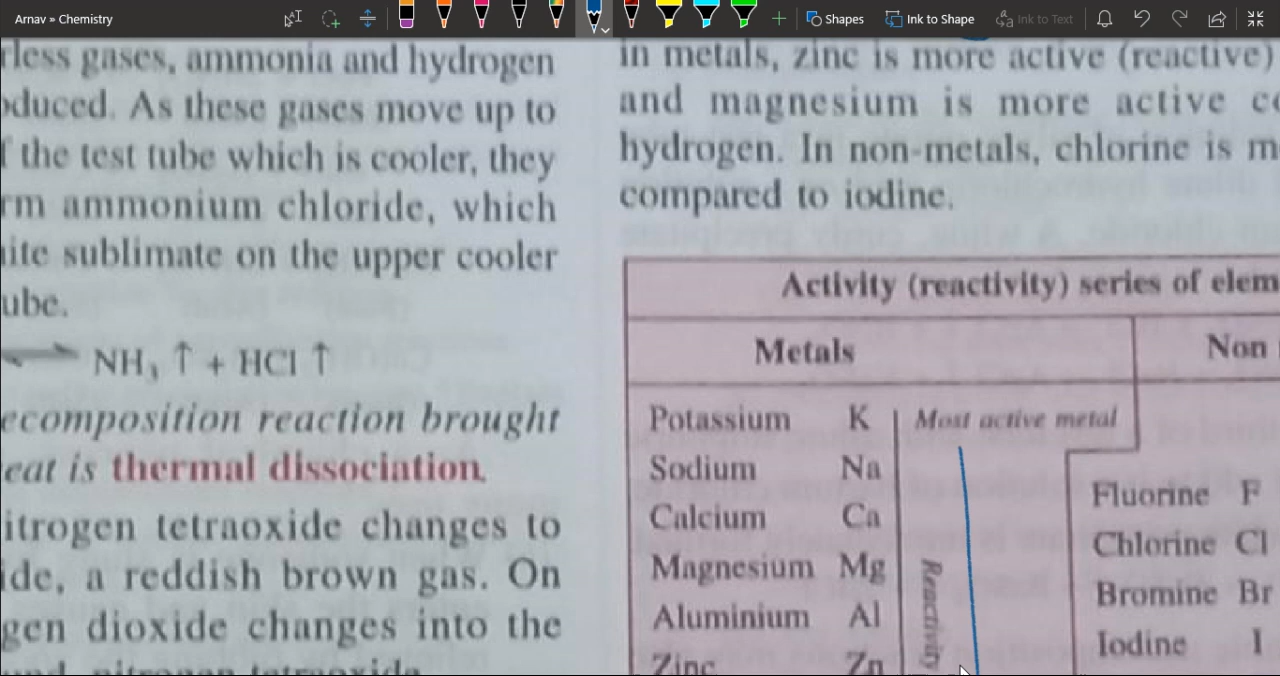 Arnav » Chemistry
Shapes
Ink to Shape
Ink to Text
rless gases, ammonia and hydrogen
oduced. As these gases move up to
f the test tube which is cooler, they
rm ammonium chloride, which
ite sublimate on the upper cooler
ube.
NH3 ↑ + HCl ↑
ecomposition reaction brought
eat is thermal dissociation.
itrogen tetraoxide changes to
ide, a reddish brown gas. On
gen dioxide changes into the
und, nitrogen tetraoxide.
in metals, zinc is more active (reactive)
and magnesium is more active co
hydrogen. In non-metals, chlorine is m
compared to iodine.
Activity (reactivity) series of elem
Metals
Non
Potassium K
Most active metal
Sodium Na
Calcium Ca
Magnesium Mg
Aluminium Al
Zinc Zn
Reactivity
Fluorine F
Chlorine Cl
Bromine Br
Iodine I